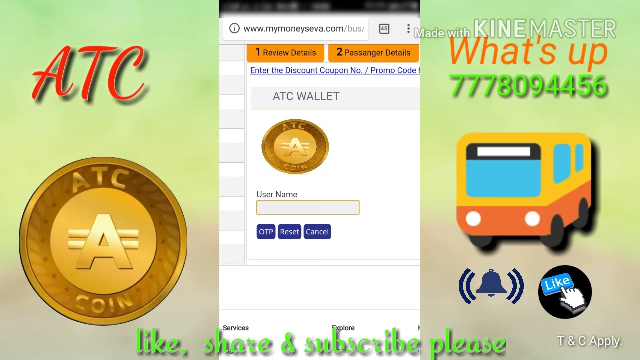 Made with KINEMASTER
ATC
What's up
7778094456
www.mymoneyseva.com/bus/
45
1 Review Details
2 Passanger Details
Enter the Discount Coupon No. / Promo Code
ATC WALLET
ATC
A
COIN
User Name
OTP Reset Cancel
ATC
A
COIN
Like
Services
Explore
like, share & subscribe please
T & C Apply.